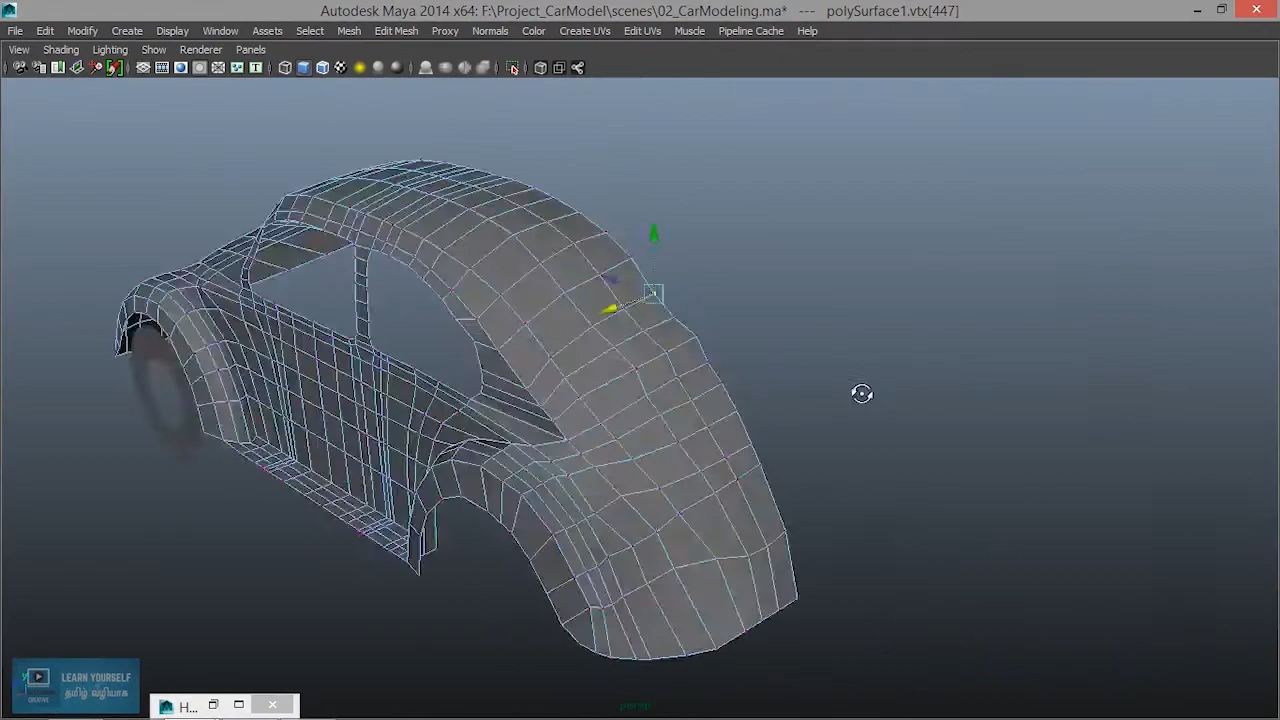 Autodesk Maya 2014 x64: F:\Project_CarModel\scenes\02_CarModeling.ma* --- polySurface1.vtx[447]
File Edit Modify Create Display Window Assets Select Mesh Edit Mesh Proxy Normals Color Create UVs Edit UVs Muscle Pipeline Cache Help
View Shading Lighting Show Renderer Panels
persp
LEARN YOURSELF
தமிழ் வழியாக
CREATIVE
H...